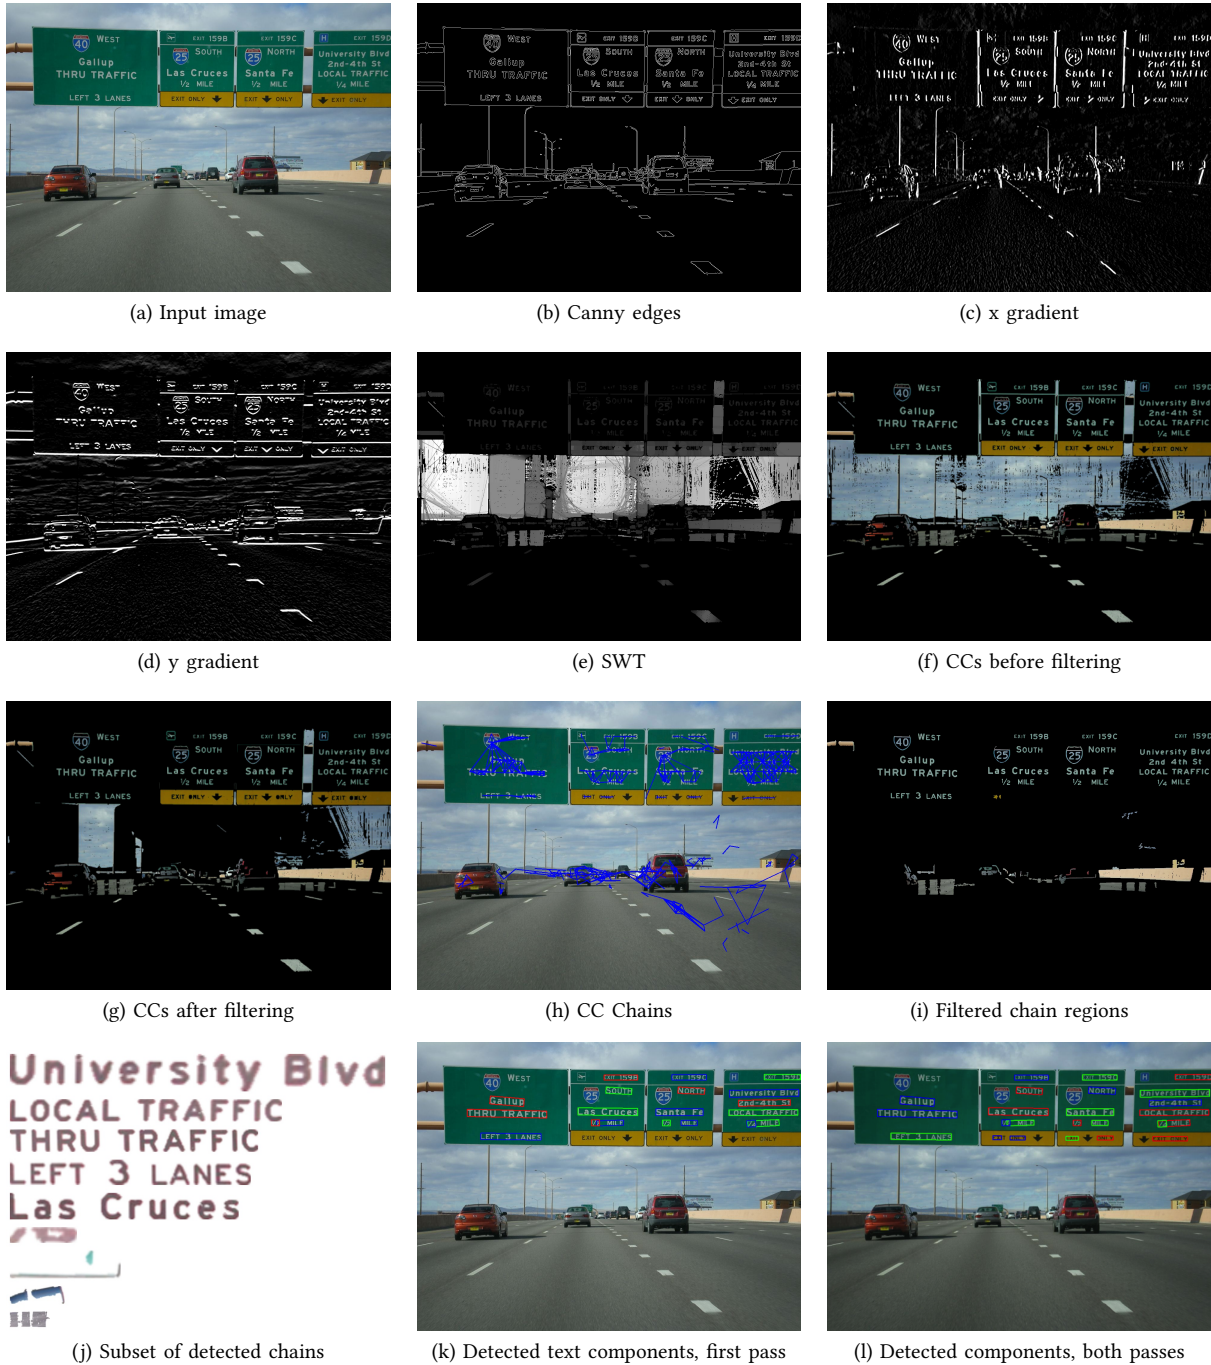 40 WEST
Gallup
THRU TRAFFIC
LEFT 3 LANES
EXIT 159B
25 SOUTH
Las Cruces
1/2 MILE
EXIT ONLY
EXIT 159C
25 NORTH
Santa Fe
1/2 MILE
EXIT ONLY
H EXIT 159D
University Blvd
2nd-4th St
LOCAL TRAFFIC
1/4 MILE
EXIT ONLY
(a) Input image
(b) Canny edges
(c) x gradient
(d) y gradient
(e) SWT
(f) CCs before filtering
(g) CCs after filtering
(h) CC Chains
(i) Filtered chain regions
University Blvd
LOCAL TRAFFIC
THRU TRAFFIC
LEFT 3 LANES
Las Cruces
(j) Subset of detected chains
(k) Detected text components, first pass
(l) Detected components, both passes